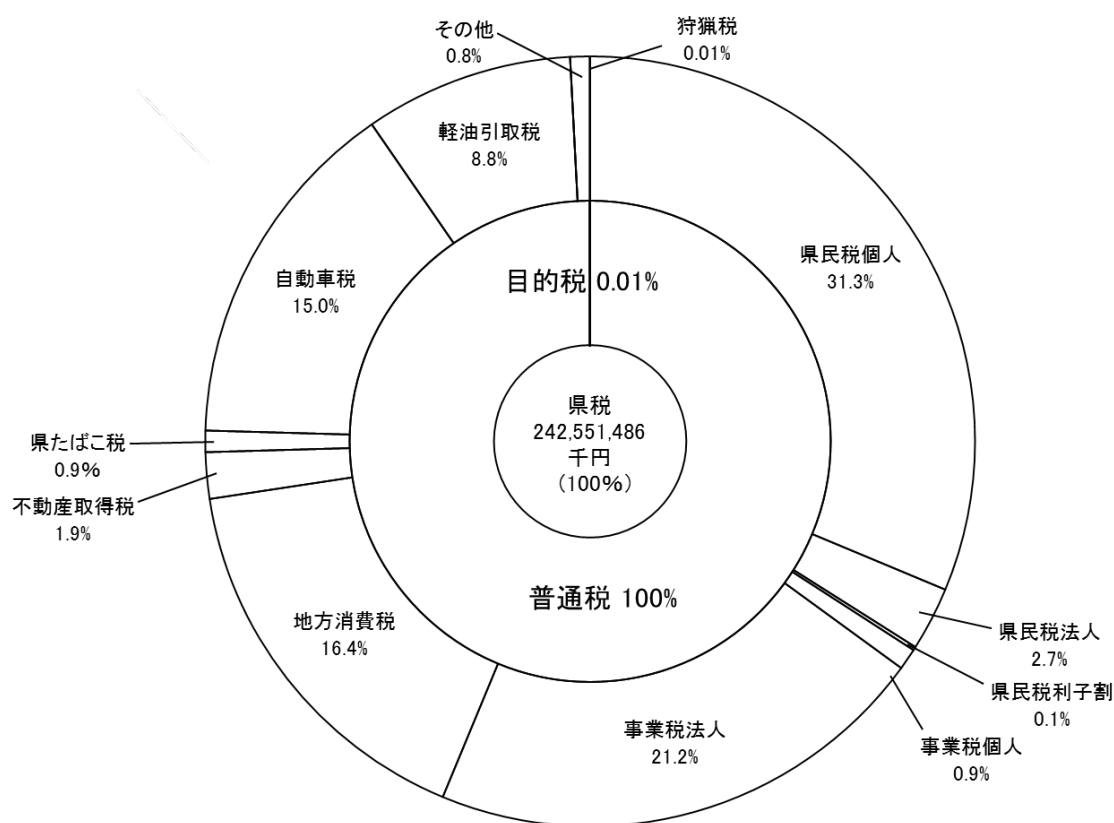 その他
0.8%
狩猟税
0.01%
軽油引取税
8.8%
県民税個人
31.3%
自動車税
15.0%
目的税 0.01%
県税
242,551,486
千円
(100%)
県たばこ税
0.9%
不動産取得税
1.9%
普通税 100%
地方消費税
16.4%
県民税法人
2.7%
県民税利子割
0.1%
事業税法人
21.2%
事業税個人
0.9%